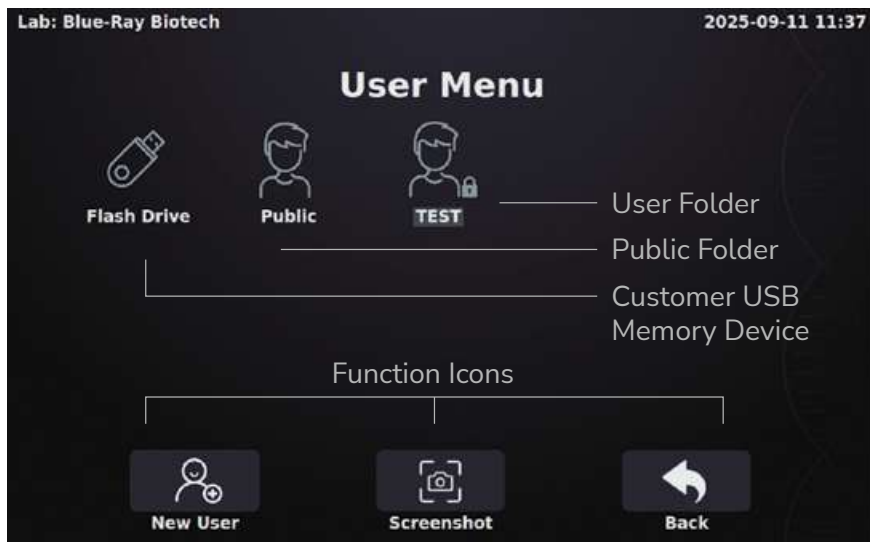 Lab: Blue-Ray Biotech
2025-09-11 11:37
User Menu
Flash Drive
Public
TEST
User Folder
Public Folder
Customer USB
Memory Device
Function Icons
New User
Screenshot
Back